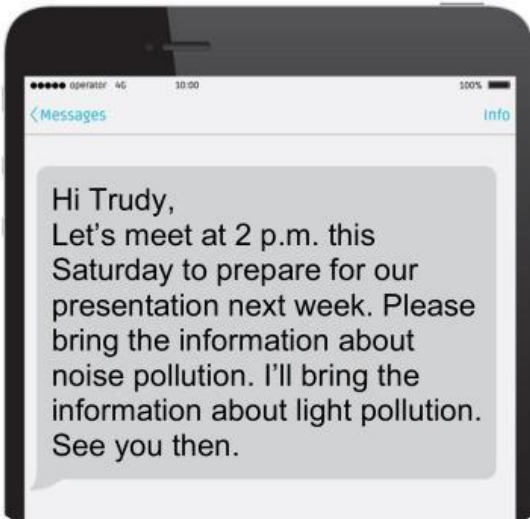 operator 4G 10:00 100%
Messages Info
Hi Trudy,
Let's meet at 2 p.m. this
Saturday to prepare for our
presentation next week. Please
bring the information about
noise pollution. I'll bring the
information about light pollution.
See you then.